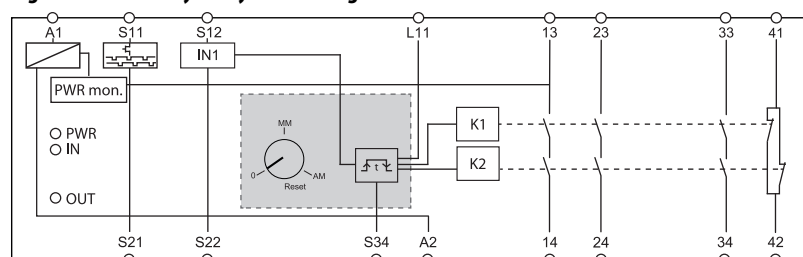 A1 S11 S12 L11 13 23 33 41
IN1
PWR mon.
MM
K1
PWR
IN
K2
t
0
AM
Reset
OUT
S21 S22 S34 A2 14 24 34 42